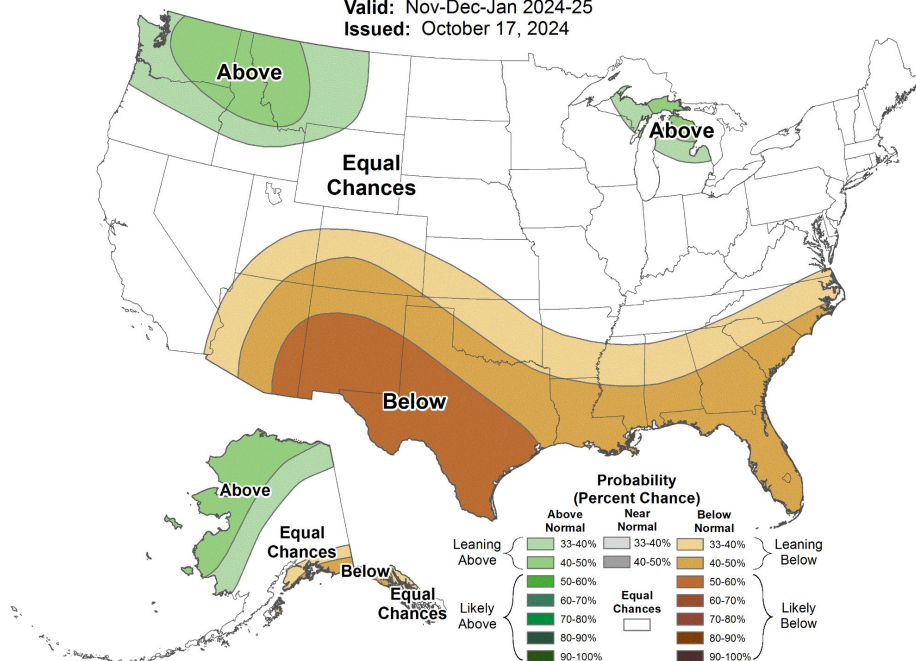 Valid: Nov-Dec-Jan 2024-25
Issued: October 17, 2024
Above
Above
Equal
Chances
Below
Above
Equal
Chances
Below
Equal
Chances
Probability
(Percent Chance)
Above
Normal
Near
Normal
Below
Normal
Leaning
Above
33-40%
33-40%
33-40%
Leaning
Below
40-50%
40-50%
40-50%
50-60%
50-60%
Likely
Above
60-70%
Equal
Chances
60-70%
Likely
Below
70-80%
70-80%
80-90%
80-90%
90-100%
90-100%